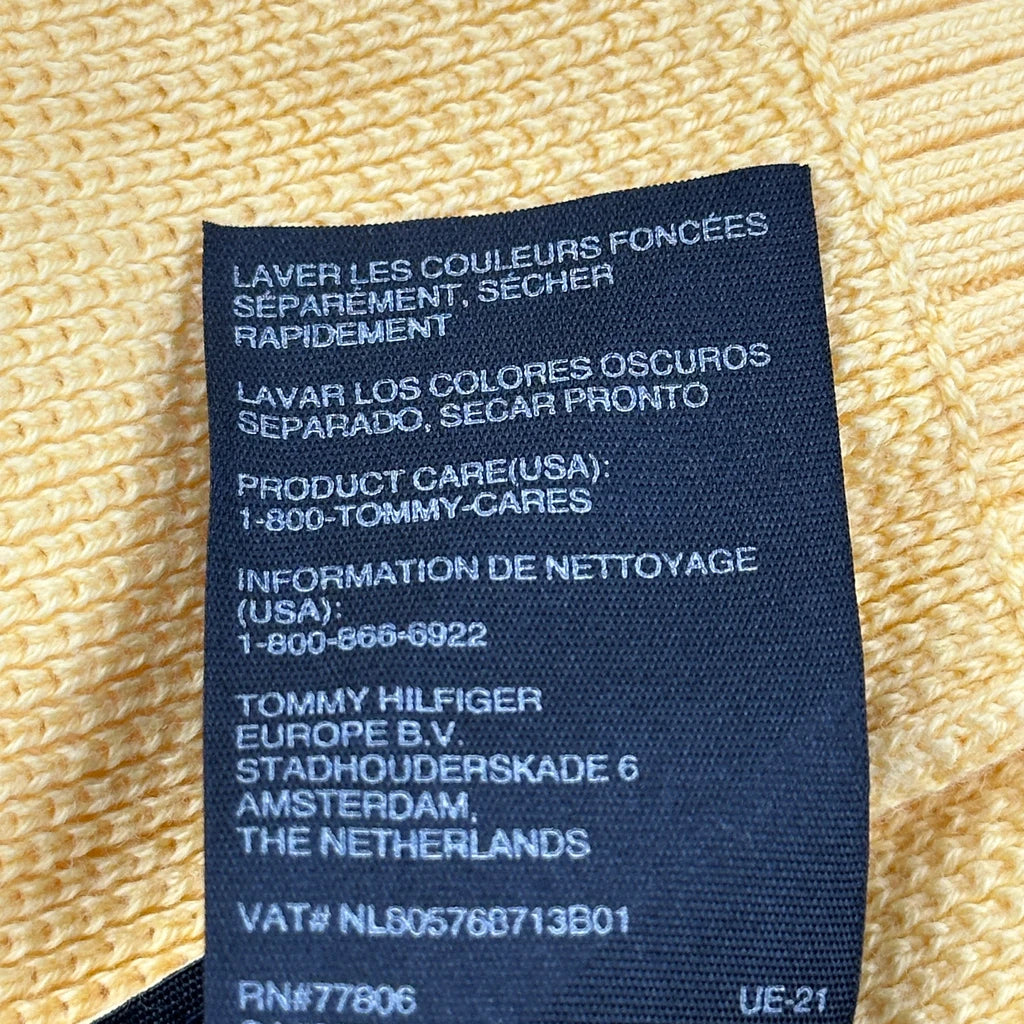 LAVER LES COULEURS FONCÉES
SÉPARÉMENT, SÉCHER
RAPIDEMENT
LAVAR LOS COLORES OSCUROS
SEPARADO, SECAR PRONTO
PRODUCT CARE(USA):
1-800-TOMMY-CARES
INFORMATION DE NETTOYAGE
(USA):
1-800-866-6922
TOMMY HILFIGER
EUROPE B.V.
STADHOUDERSKADE 6
AMSTERDAM,
THE NETHERLANDS
VAT# NL805768713B01
RN#77806 UE-21